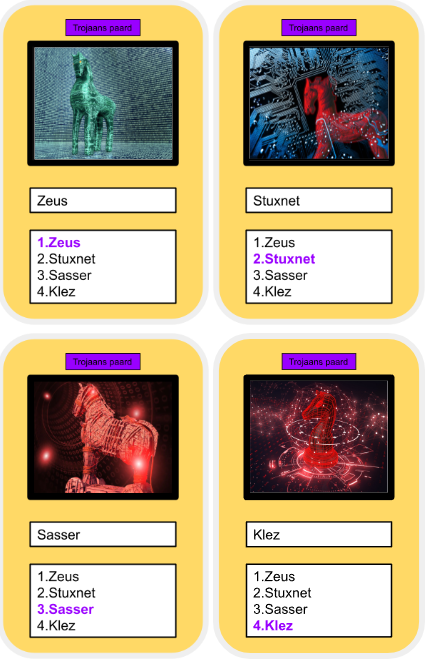 Trojaans paard
Zeus
1.Zeus
2.Stuxnet
3.Sasser
4.Klez
Trojaans paard
Stuxnet
1.Zeus
2.Stuxnet
3.Sasser
4.Klez
Trojaans paard
Sasser
1.Zeus
2.Stuxnet
3.Sasser
4.Klez
Trojaans paard
Klez
1.Zeus
2.Stuxnet
3.Sasser
4.Klez